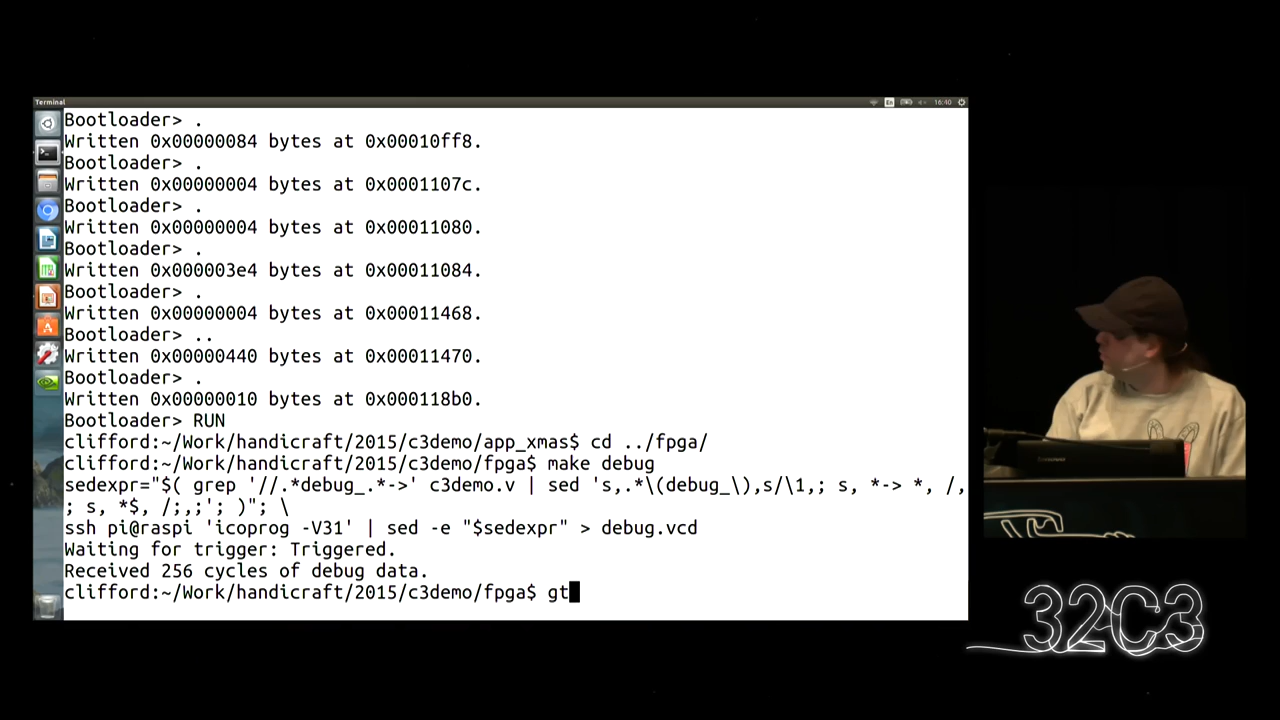 Terminal
En
16:40
Bootloader> .
Written 0x00000084 bytes at 0x00010ff8.
Bootloader> .
Written 0x00000004 bytes at 0x0001107c.
Bootloader> .
Written 0x00000004 bytes at 0x00011080.
Bootloader> .
Written 0x000003e4 bytes at 0x00011084.
Bootloader> .
Written 0x00000004 bytes at 0x00011468.
Bootloader> ..
Written 0x00000440 bytes at 0x00011470.
Bootloader> .
Written 0x00000010 bytes at 0x000118b0.
Bootloader> RUN
clifford:~/Work/handicraft/2015/c3demo/app_xmas$ cd ../fpga/
clifford:~/Work/handicraft/2015/c3demo/fpga$ make debug
sedexpr="$( grep '//.*debug_.*->' c3demo.v | sed 's,.*\(debug_\),s/\1,; s, *-> *, /,
; s, *$, /;,;'; )"; \
ssh pi@raspi 'icoprog -V31' | sed -e "$sedexpr" > debug.vcd
Waiting for trigger: Triggered.
Received 256 cycles of debug data.
clifford:~/Work/handicraft/2015/c3demo/fpga$ gt
lenovo
32C3